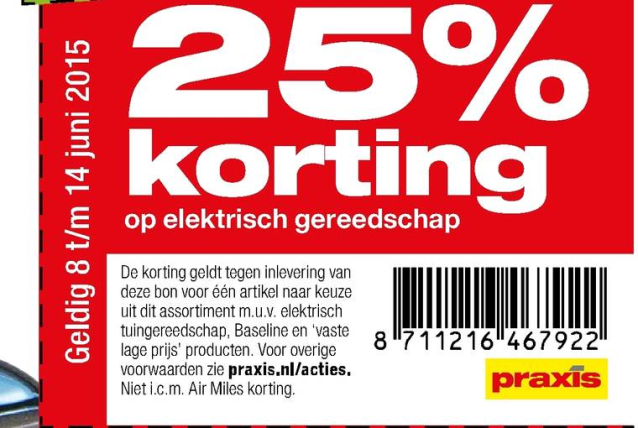 Geldig 8 t/m 14 juni 2015
25%
korting
op elektrisch gereedschap
De korting geldt tegen inlevering van
deze bon voor één artikel naar keuze
uit dit assortiment m.u.v. elektrisch
tuingereedschap, Baseline en ‘vaste
lage prijs’ producten. Voor overige
voorwaarden zie praxis.nl/acties.
Niet i.c.m. Air Miles korting.
8 711216 467922
praxis